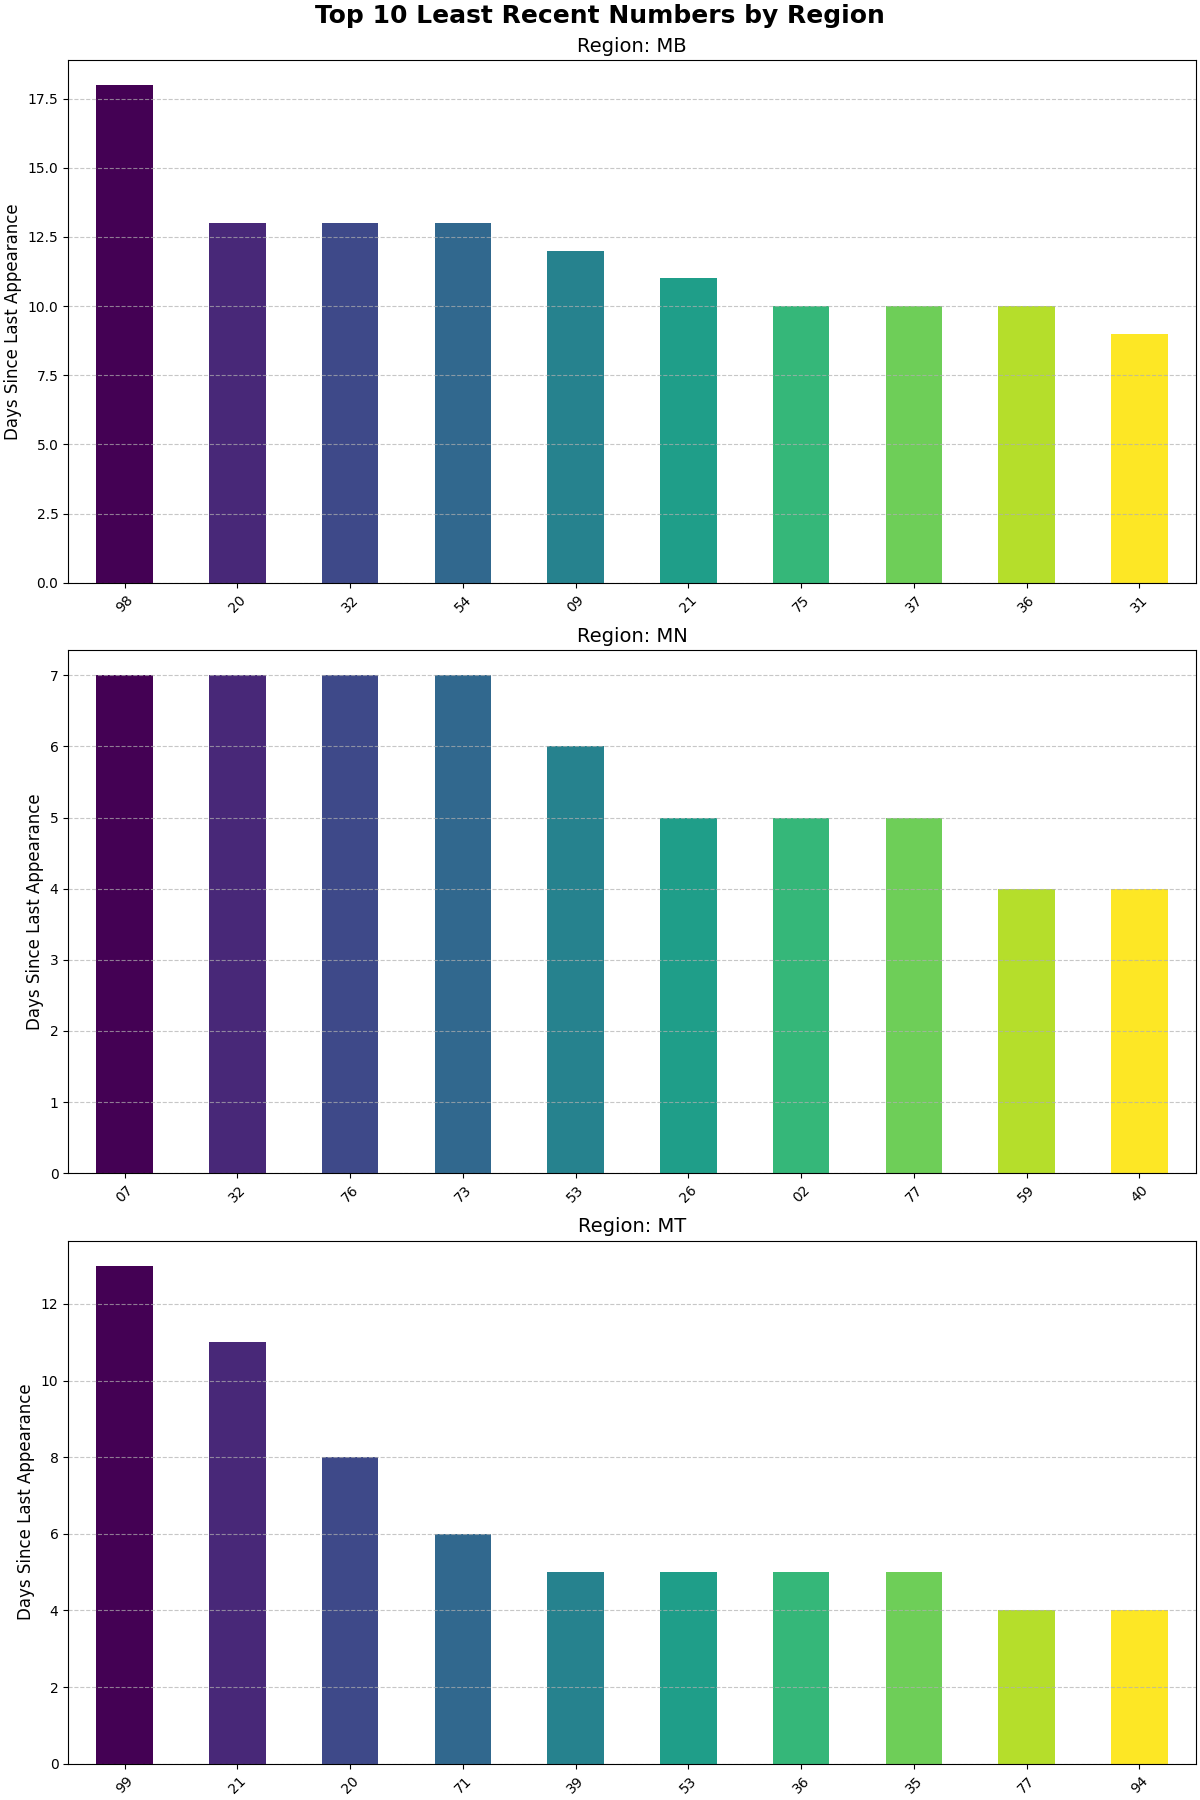 Top 10 Least Recent Numbers by Region
Region: MB
Days Since Last Appearance
17.5
15.0
12.5
10.0
7.5
5.0
2.5
0.0
98 20 32 54 09 21 75 37 36 31
Region: MN
Days Since Last Appearance
7
6
5
4
3
2
1
0
07 32 76 73 53 26 02 77 59 40
Region: MT
Days Since Last Appearance
12
10
8
6
4
2
0
99 21 20 71 39 53 36 35 77 94